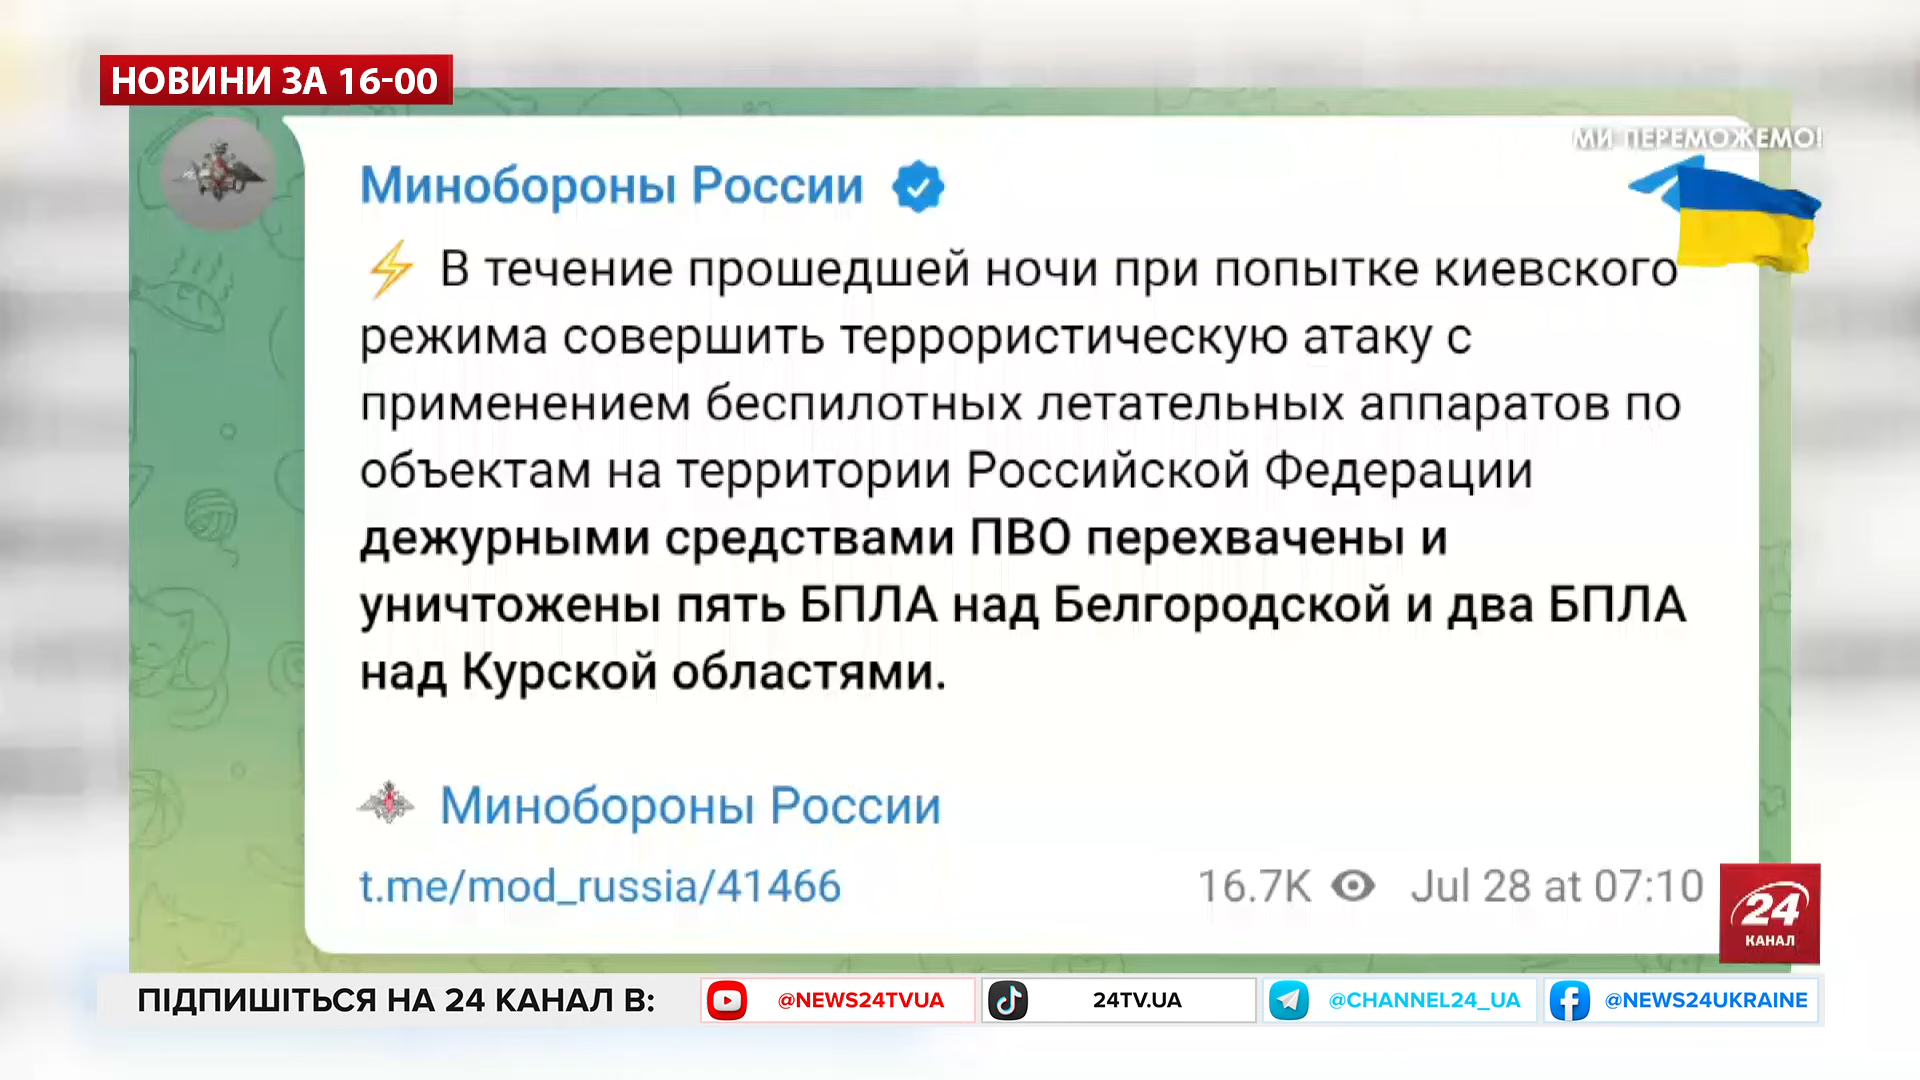 НОВИНИ ЗА 16-00
МИ ПЕРЕМОЖЕМО!
Минобороны России
В течение прошедшей ночи при попытке киевского
режима совершить террористическую атаку с
применением беспилотных летательных аппаратов по
объектам на территории Российской Федерации
дежурными средствами ПВО перехвачены и
уничтожены пять БПЛА над Белгородской и два БПЛА
над Курской областями.
Минобороны России
t.me/mod_russia/41466 16.7K Jul 28 at 07:10
24
КАНАЛ
ПІДПИШІТЬСЯ НА 24 КАНАЛ В: @NEWS24TVUA 24TV.UA @CHANNEL24_UA @NEWS24UKRAINE